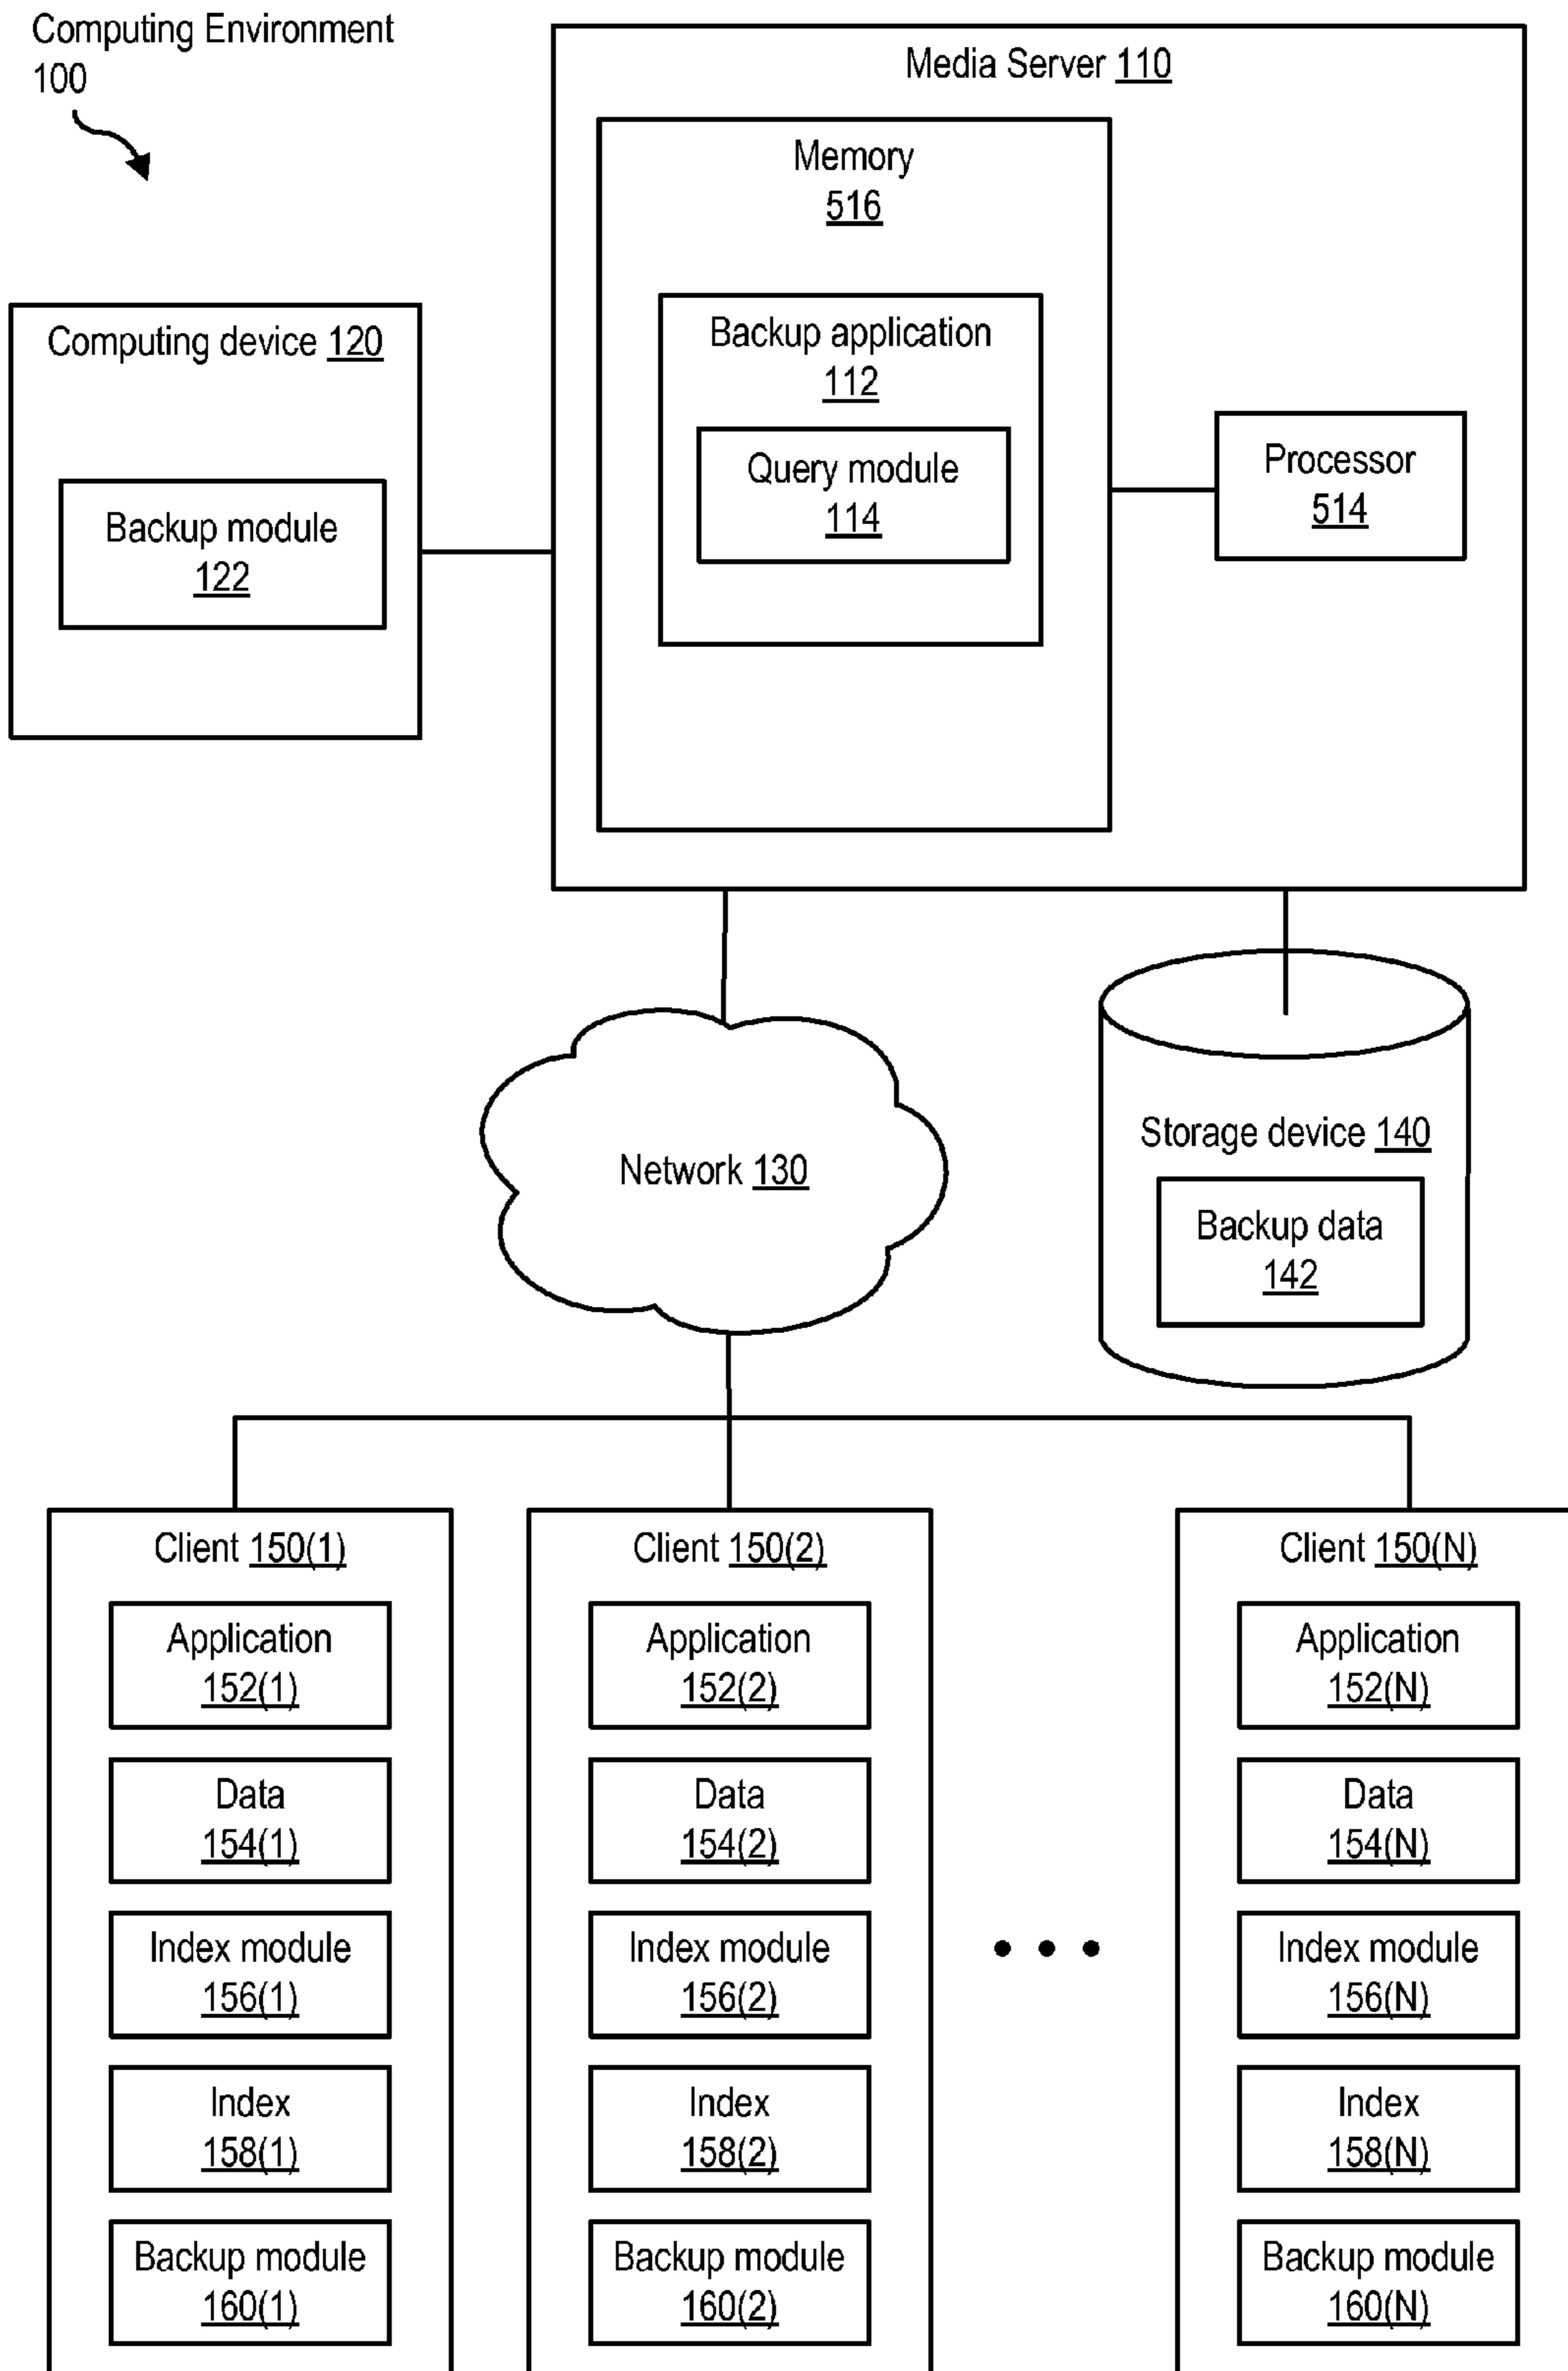 Computing Environment
100
Media Server 110
Memory
516
Backup application
112
Query module
114
Processor
514
Computing device 120
Backup module
122
Network 130
Storage device 140
Backup data
142
Client 150(1)
Application
152(1)
Data
154(1)
Index module
156(1)
Index
158(1)
Backup module
160(1)
Client 150(2)
Application
152(2)
Data
154(2)
Index module
156(2)
Index
158(2)
Backup module
160(2)
Client 150(N)
Application
152(N)
Data
154(N)
Index module
156(N)
Index
158(N)
Backup module
160(N)